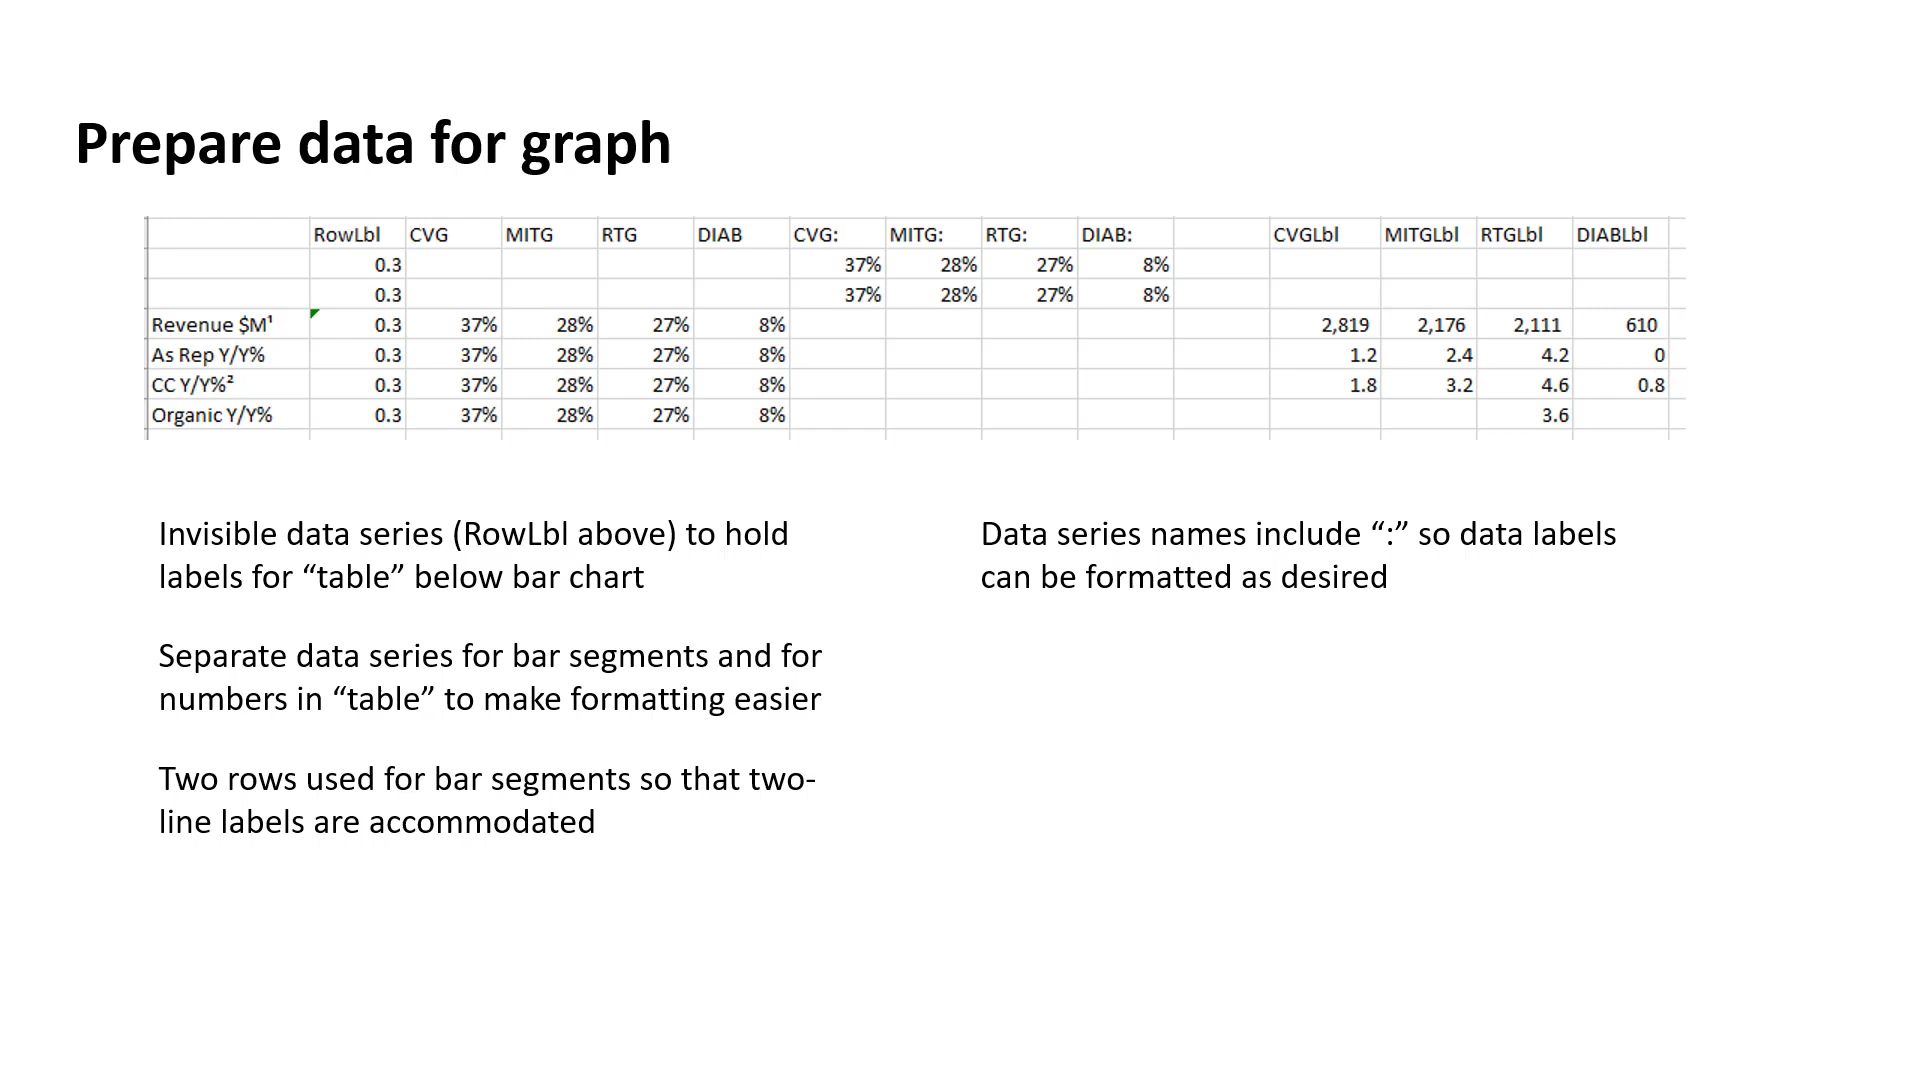 Prepare data for graph
RowLbl CVG MITG RTG DIAB CVG: MITG: RTG: DIAB: CVGLbl MITGLbl RTGLbl DIABLbl
0.3 37% 28% 27% 8%
0.3 37% 28% 27% 8%
Revenue $M¹ 0.3 37% 28% 27% 8% 2,819 2,176 2,111 610
As Rep Y/Y% 0.3 37% 28% 27% 8% 1.2 2.4 4.2 0
CC Y/Y%² 0.3 37% 28% 27% 8% 1.8 3.2 4.6 0.8
Organic Y/Y% 0.3 37% 28% 27% 8% 3.6
Invisible data series (RowLbl above) to hold
labels for “table” below bar chart
Separate data series for bar segments and for
numbers in “table” to make formatting easier
Two rows used for bar segments so that two-
line labels are accommodated
Data series names include “:” so data labels
can be formatted as desired